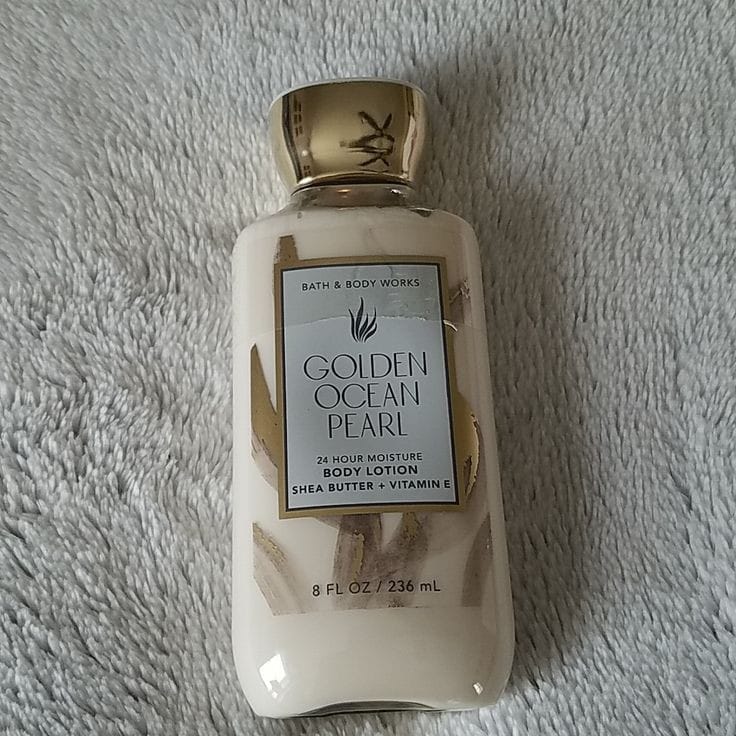 BATH & BODY WORKS
GOLDEN
OCEAN
PEARL
24 HOUR MOISTURE
BODY LOTION
SHEA BUTTER + VITAMIN E
8 FL OZ / 236 mL